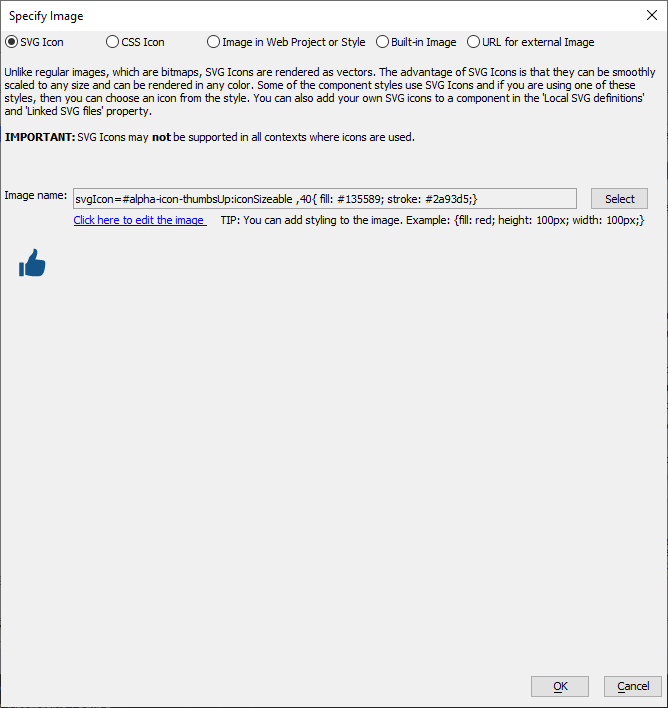 Specify Image
SVG Icon CSS Icon Image in Web Project or Style Built-in Image URL for external Image
Unlike regular images, which are bitmaps, SVG Icons are rendered as vectors. The advantage of SVG Icons is that they can be smoothly
scaled to any size and can be rendered in any color. Some of the component styles use SVG Icons and if you are using one of these
styles, then you can choose an icon from the style. You can also add your own SVG icons to a component in the 'Local SVG definitions'
and 'Linked SVG files' property.
IMPORTANT: SVG Icons may not be supported in all contexts where icons are used.
Image name: svgIcon=#alpha-icon-thumbsUp:iconSizeable ,40{ fill: #135589; stroke: #2a93d5;} Select
Click here to edit the image TIP: You can add styling to the image. Example: {fill: red; height: 100px; width: 100px;}
OK Cancel